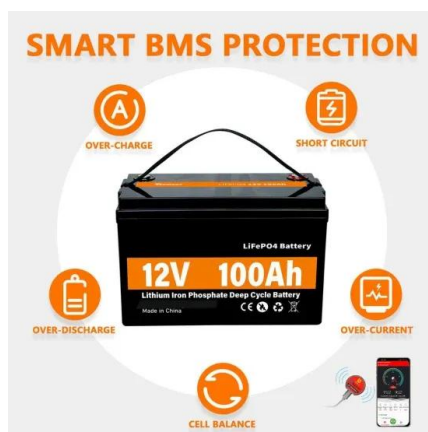 SMART BMS PROTECTION
A
OVER-CHARGE
SHORT CIRCUIT
LiFePO4 Battery
12V 100Ah
Lithium Iron Phosphate Deep Cycle Battery
Made in China
CE
OVER-DISCHARGE
OVER-CURRENT
CELL BALANCE